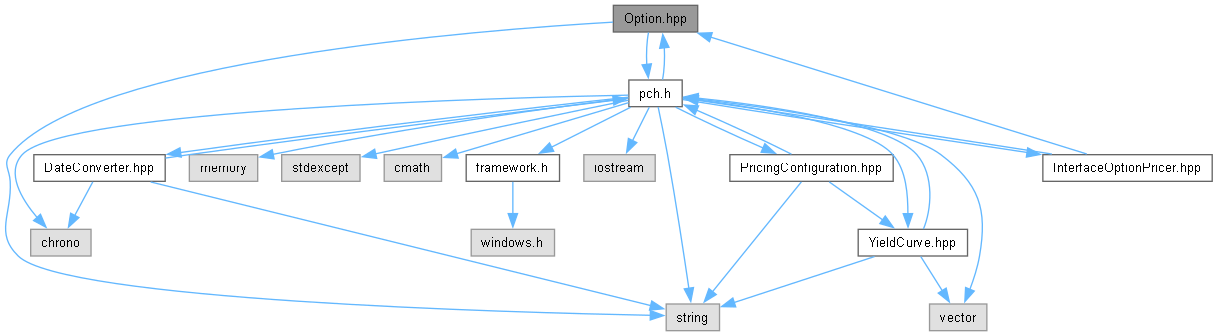 Option.hpp
pch.h
DateConverter.hpp
memory
stdexcept
cmath
framework.h
iostream
PricingConfiguration.hpp
InterfaceOptionPricer.hpp
chrono
windows.h
YieldCurve.hpp
string
vector